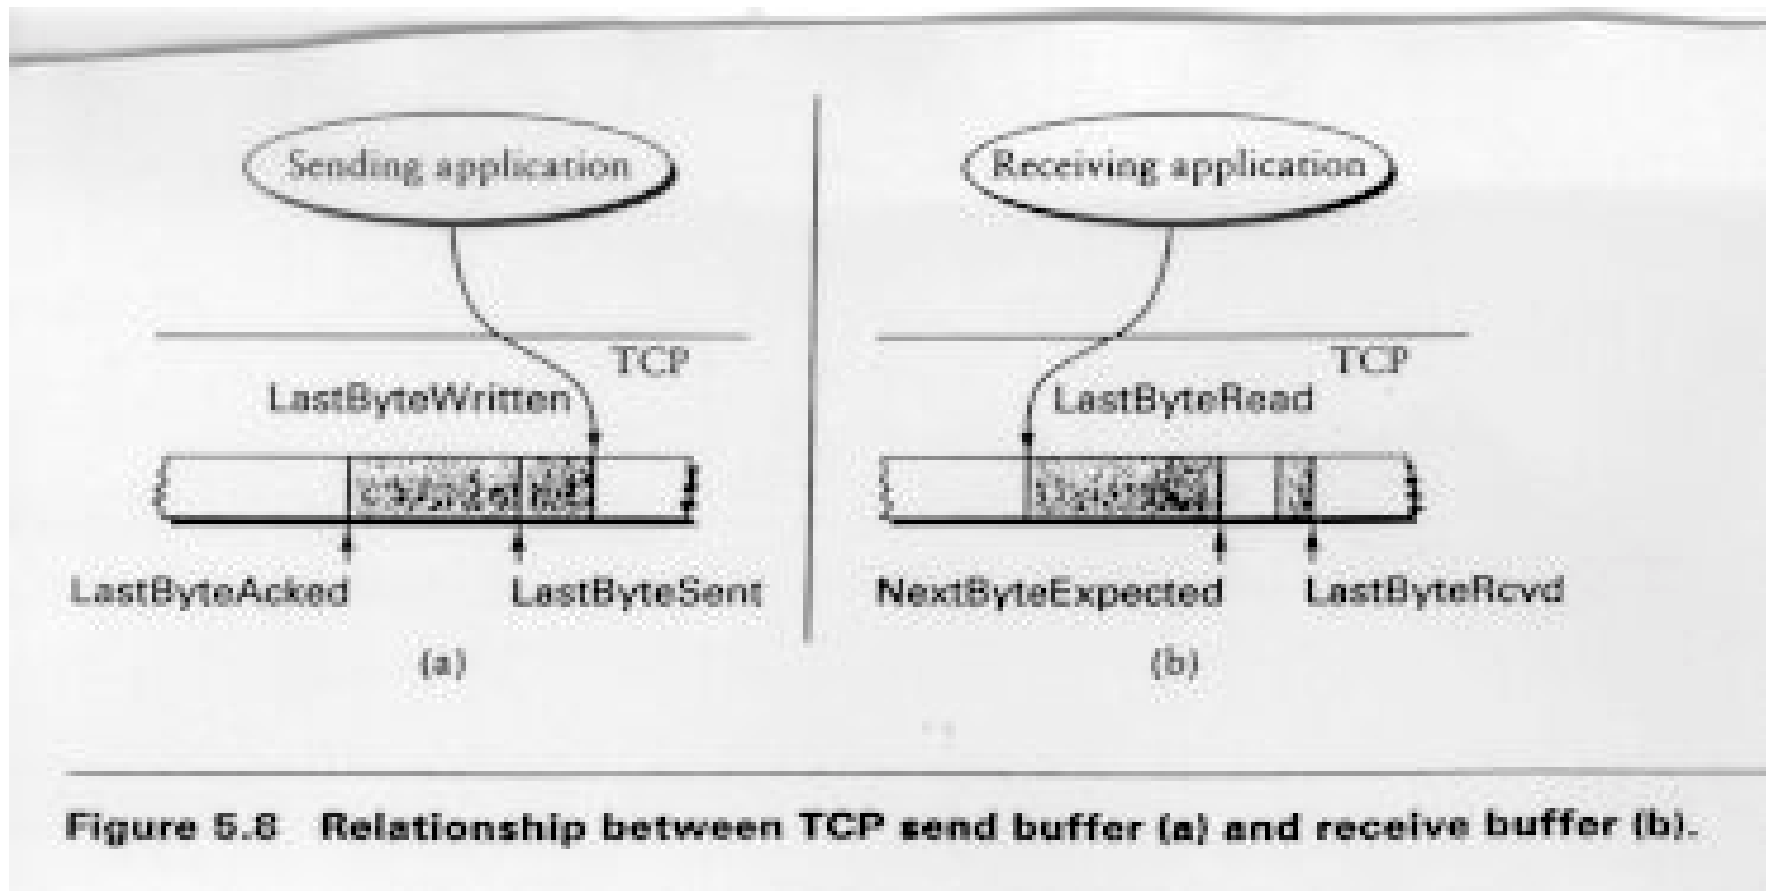 Sending application
TCP
LastByteWritten
LastByteAcked
LastByteSent
(a)
Receiving application
TCP
LastByteRead
NextByteExpected
LastByteRcvd
(b)
Figure 5.8 Relationship between TCP send buffer (a) and receive buffer (b).